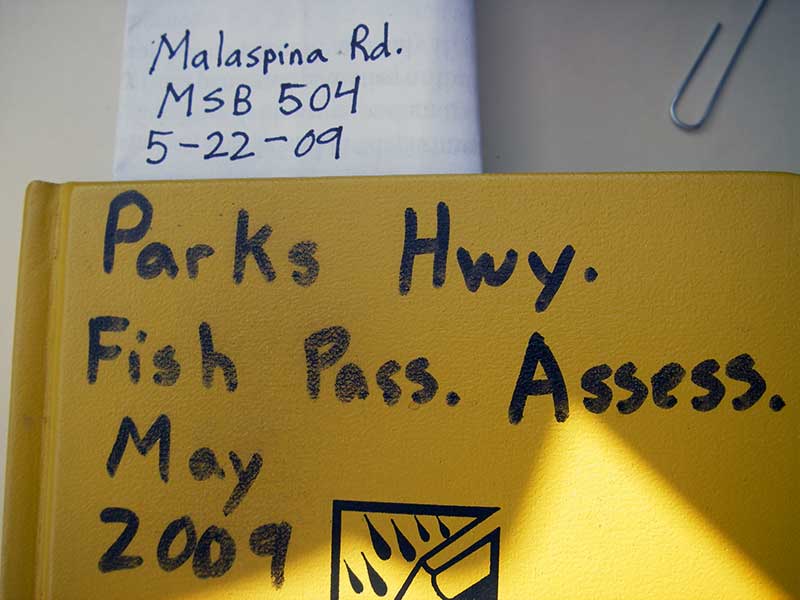 Malaspina Rd.
MSB 504
5-22-09
Parks Hwy.
Fish Pass. Assess.
May
2009